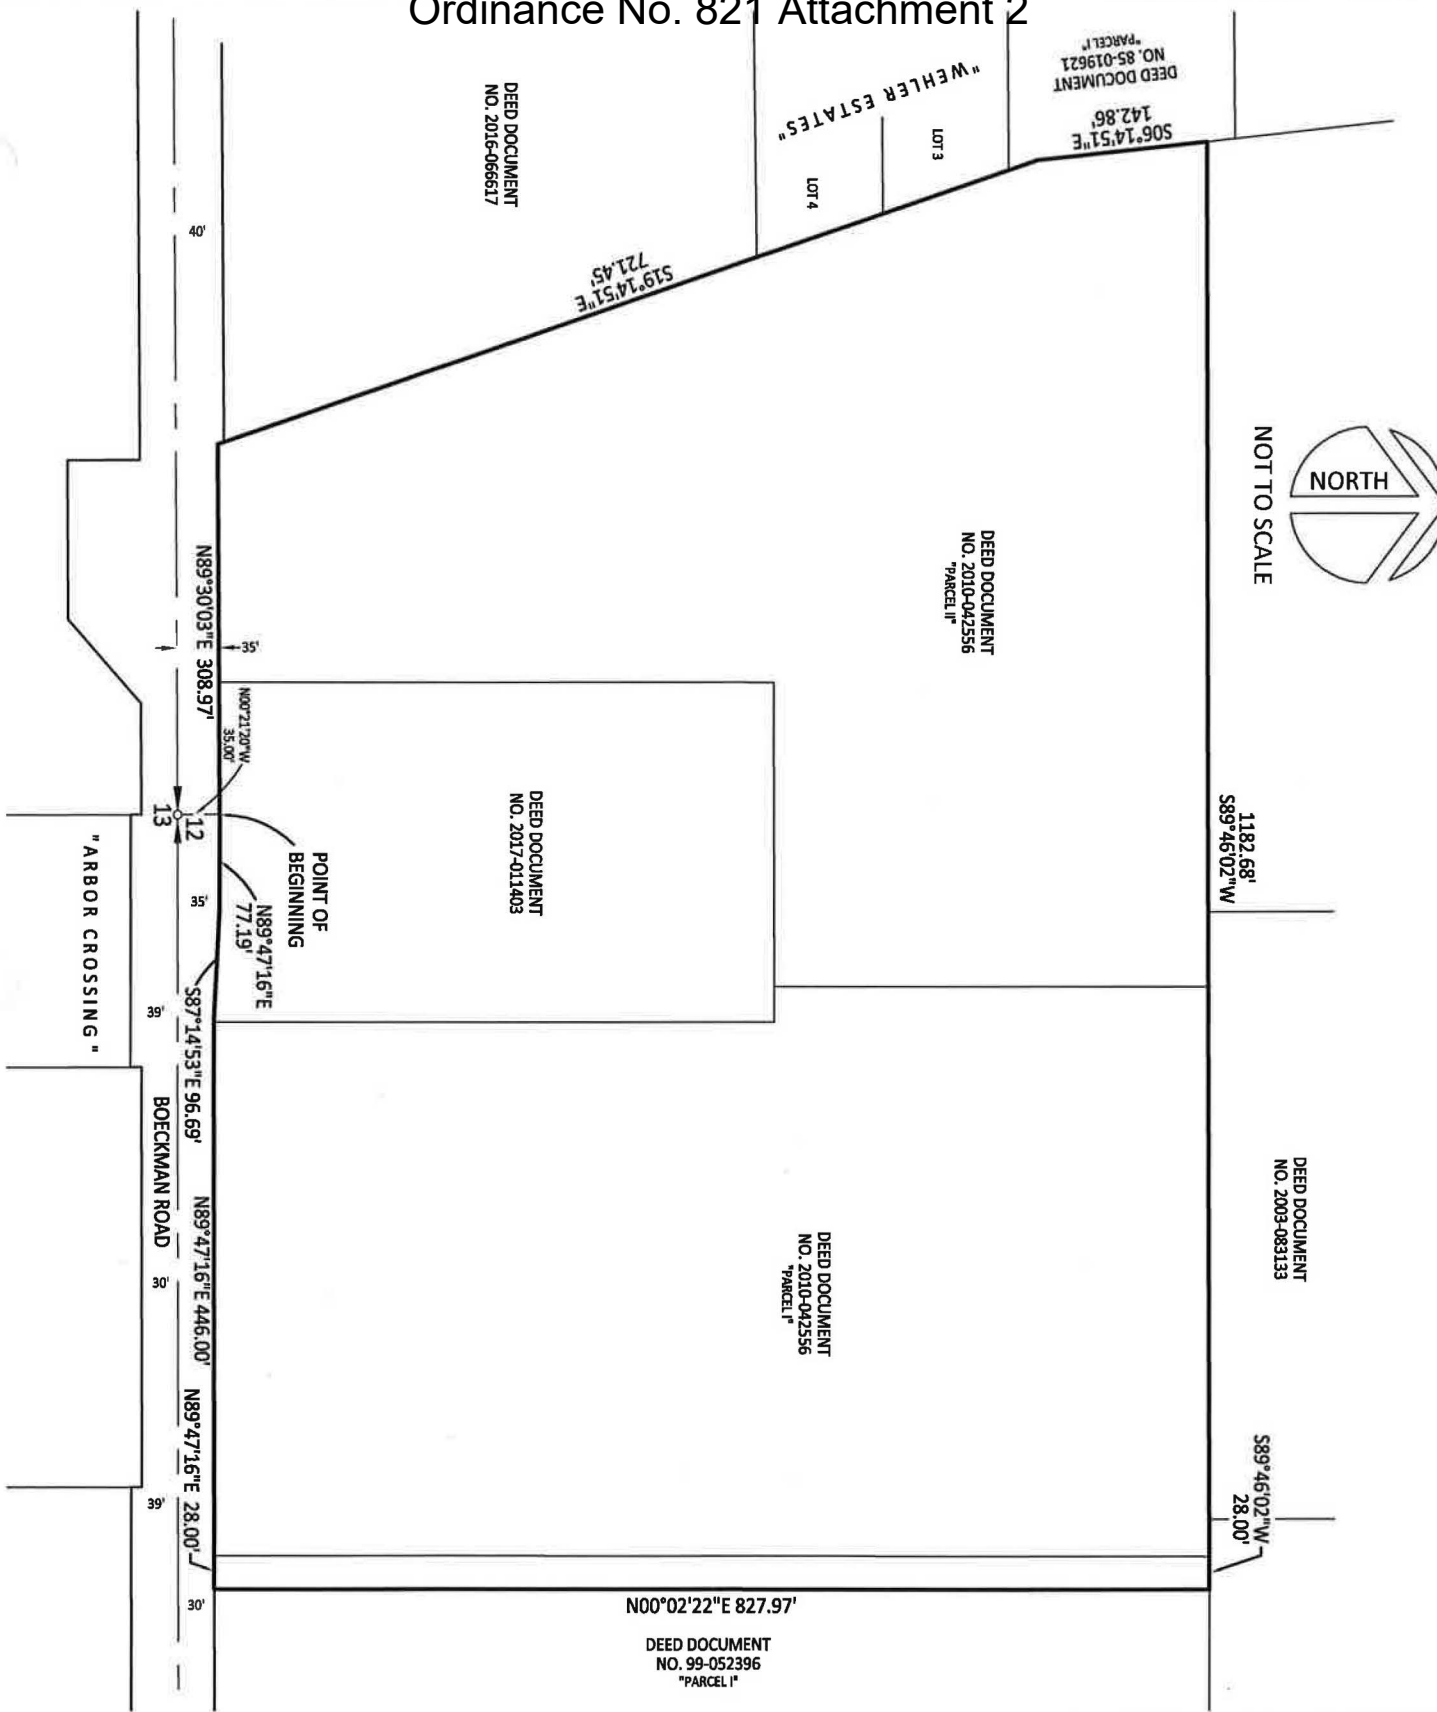 Ordinance No. 821 Attachment 2
DEED DOCUMENT
NO. 85-019621
"PARCEL I"
S06°14'51"E
142.86'
"WEHLER ESTATES"
LOT 3
LOT 4
DEED DOCUMENT
NO. 2016-066617
40'
S19°14'51"E
721.45'
NORTH
NOT TO SCALE
DEED DOCUMENT
NO. 2010-042556
"PARCEL II"
N89°30'03"E 308.97'
35'
N00°21'20"W
35.00'
13
12
POINT OF
BEGINNING
DEED DOCUMENT
NO. 2017-011403
1182.68'
S89°46'02"W
"ARBOR CROSSING"
35'
N89°47'16"E
77.19'
39'
S87°14'53"E 96.69'
BOECKMAN ROAD
30'
N89°47'16"E 446.00'
DEED DOCUMENT
NO. 2010-042556
"PARCEL I"
DEED DOCUMENT
NO. 2003-083133
N89°47'16"E 28.00'
39'
S89°46'02"W
28.00'
30'
N00°02'22"E 827.97'
DEED DOCUMENT
NO. 99-052396
"PARCEL I"